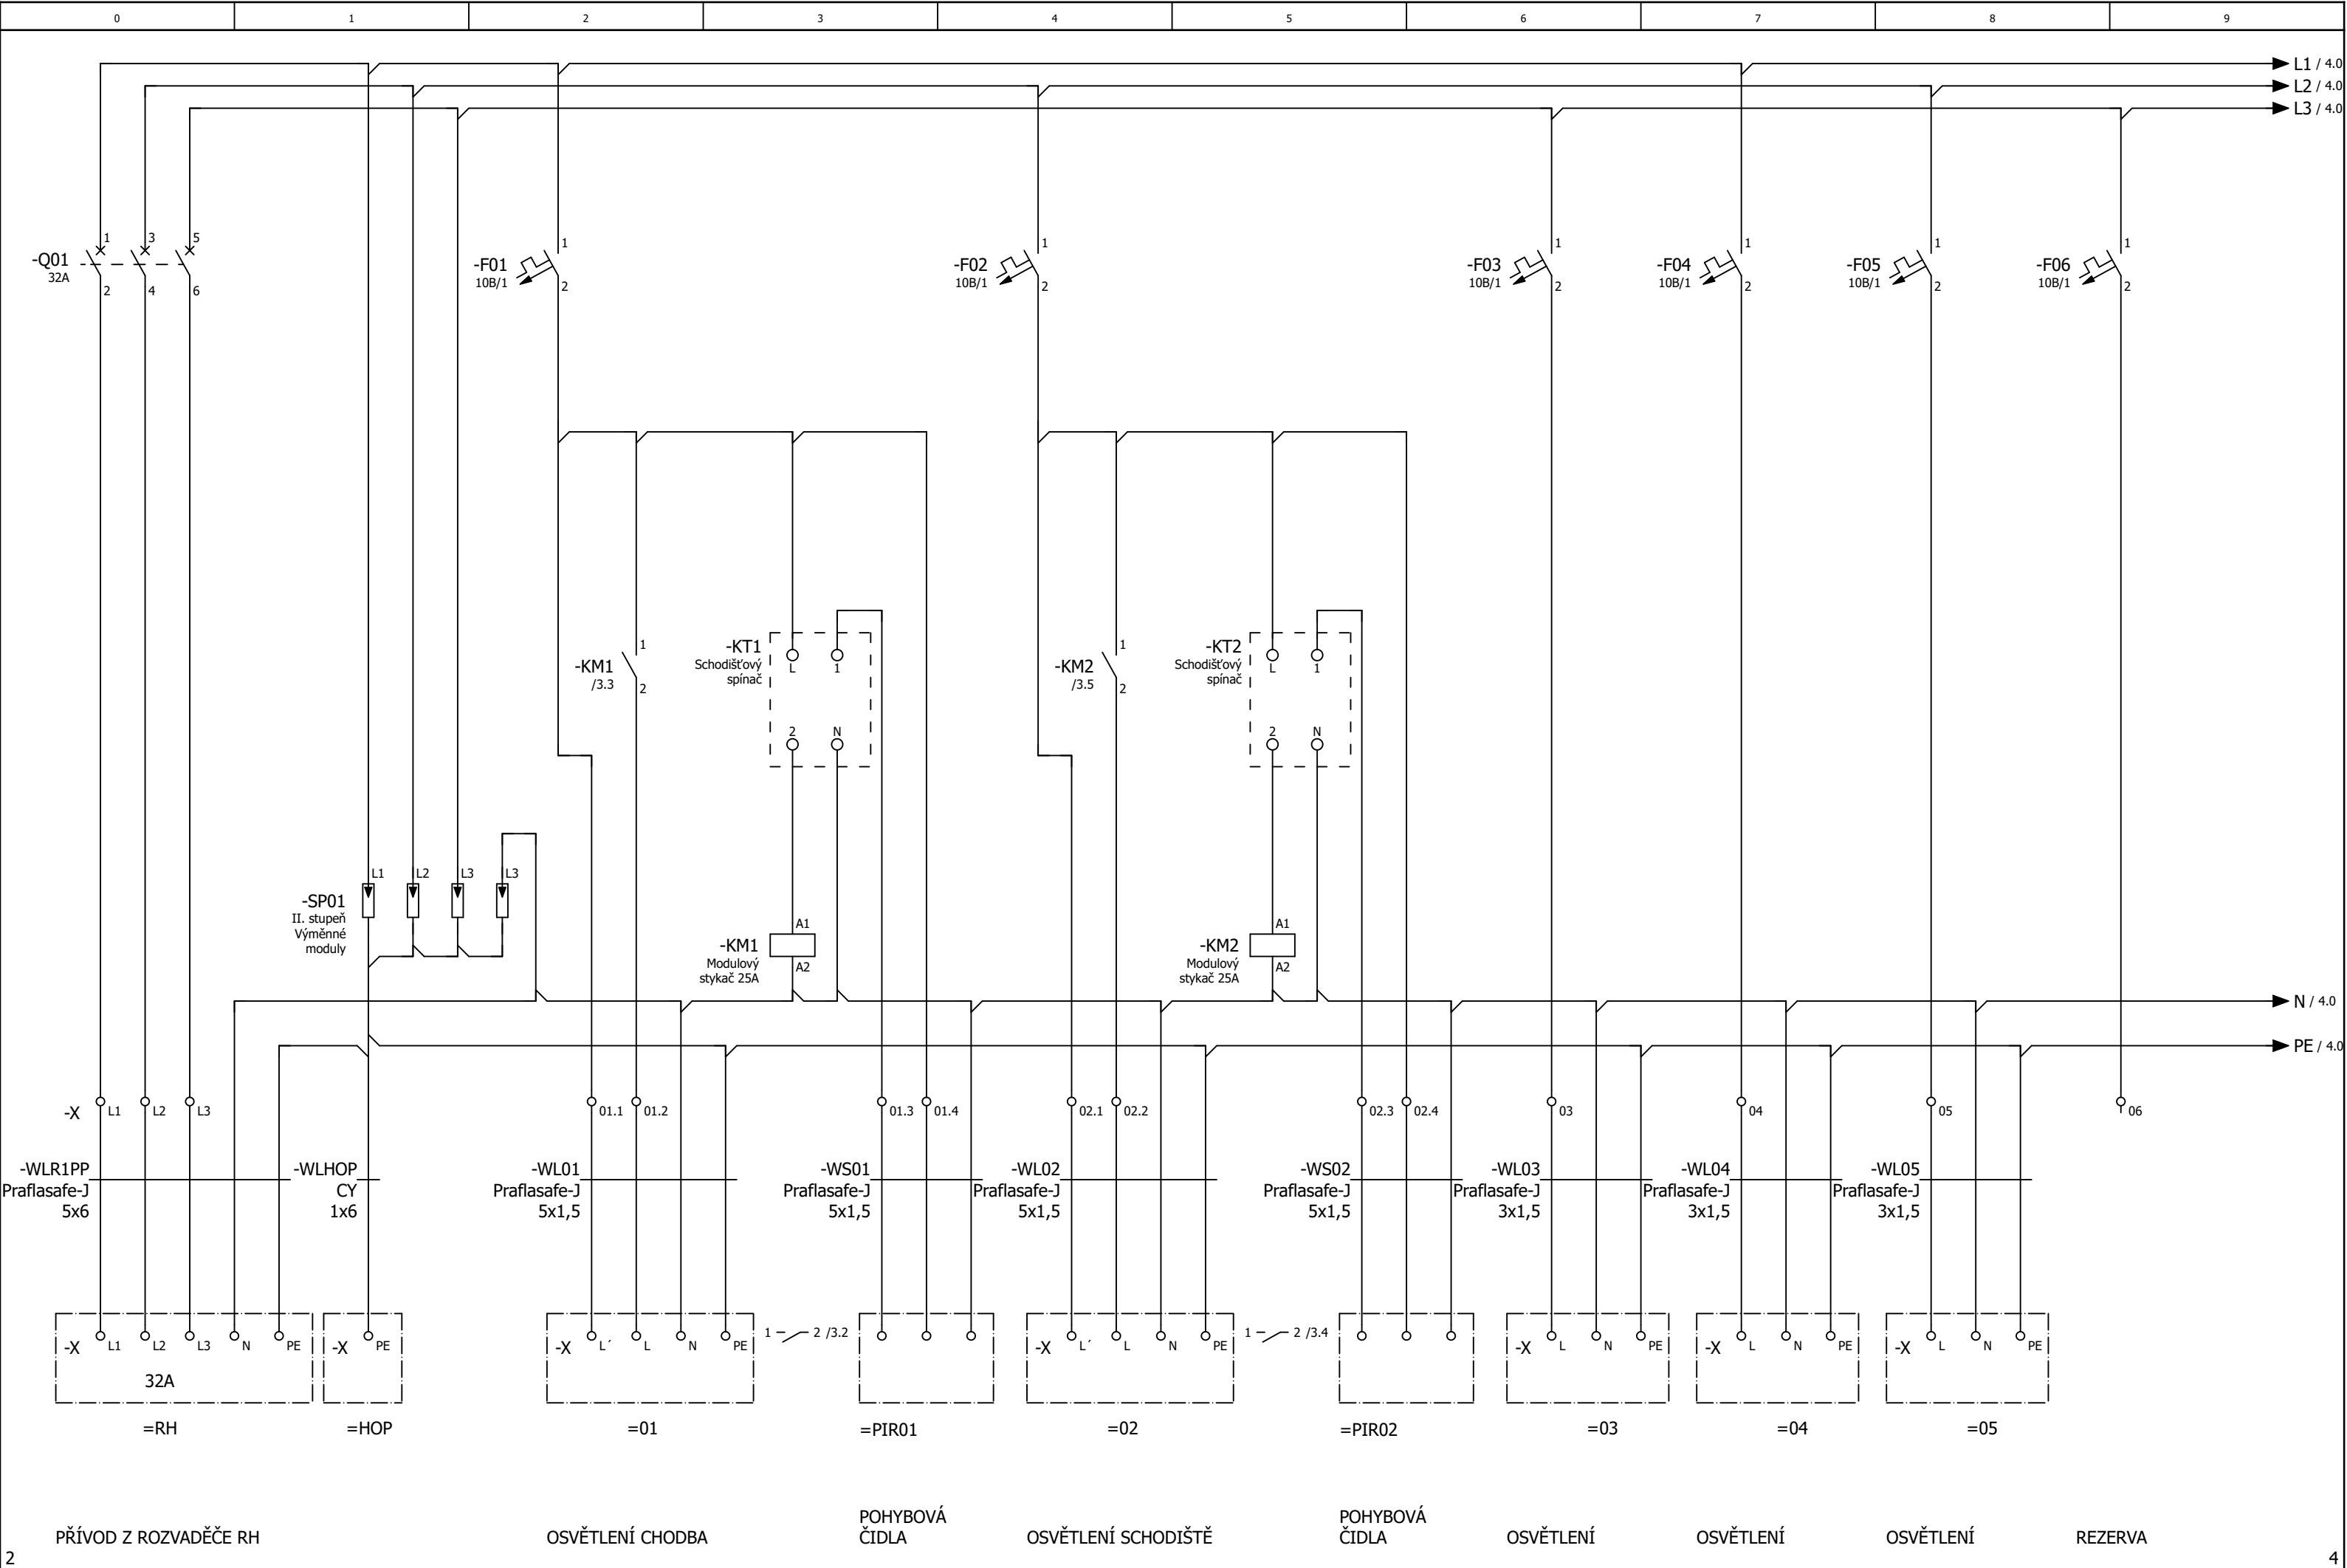 0 1 2 3 4 5 6 7 8 9
L1 / 4.0
L2 / 4.0
L3 / 4.0
-Q01
32A
1 3 5
2 4 6
-F01
10B/1
1
2
-F02
10B/1
1
2
-F03
10B/1
1
2
-F04
10B/1
1
2
-F05
10B/1
1
2
-F06
10B/1
1
2
-KM1
/3.3
1
2
-KT1
Schodišťový
spínač
L 1
2 N
-KM2
/3.5
1
2
-KT2
Schodišťový
spínač
L 1
2 N
-SP01
II. stupeň
Výměnné
moduly
L1 L2 L3 L3
-KM1
Modulový
stykač 25A
A1
A2
-KM2
Modulový
stykač 25A
A1
A2
N / 4.0
PE / 4.0
-X L1 L2 L3 01.1 01.2 01.3 01.4 02.1 02.2 02.3 02.4 03 04 05 06
-WLR1PP
Praflasafe-J
5x6
-WLHOP
CY
1x6
-WL01
Praflasafe-J
5x1,5
-WS01
Praflasafe-J
5x1,5
-WL02
Praflasafe-J
5x1,5
-WS02
Praflasafe-J
5x1,5
-WL03
Praflasafe-J
3x1,5
-WL04
Praflasafe-J
3x1,5
-WL05
Praflasafe-J
3x1,5
-X L1 L2 L3 N PE
32A
=RH
-X PE
=HOP
-X L´ L N PE
=01
1 2 /3.2
=PIR01
-X L´ L N PE
=02
1 2 /3.4
=PIR02
-X L N PE
=03
-X L N PE
=04
-X L N PE
=05
PŘÍVOD Z ROZVADĚČE RH
OSVĚTLENÍ CHODBA
POHYBOVÁ
ČIDLA
OSVĚTLENÍ SCHODIŠTĚ
POHYBOVÁ
ČIDLA
OSVĚTLENÍ
OSVĚTLENÍ
OSVĚTLENÍ
REZERVA
2
4